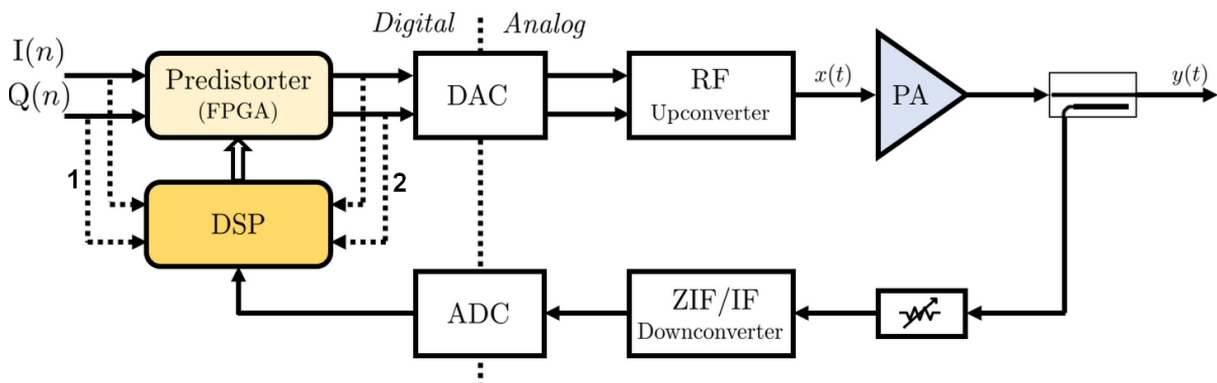 Digital
Analog
I(n)
Q(n)
Predistorter
(FPGA)
DAC
RF
Upconverter
x(t)
PA
y(t)
1
2
DSP
ADC
ZIF/IF
Downconverter